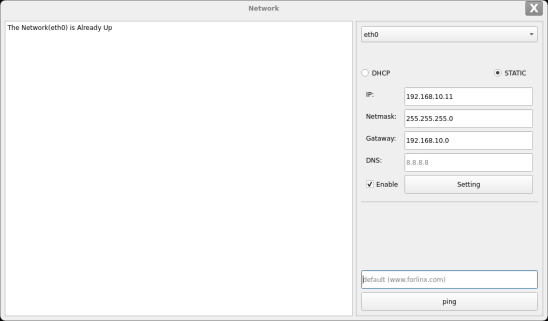 Network
X
The Network(eth0) is Already Up
eth0
DHCP
STATIC
IP:
192.168.10.11
Netmask:
255.255.255.0
Gataway:
192.168.10.0
DNS:
8.8.8.8
Enable
Setting
default (www.forlinx.com)
ping